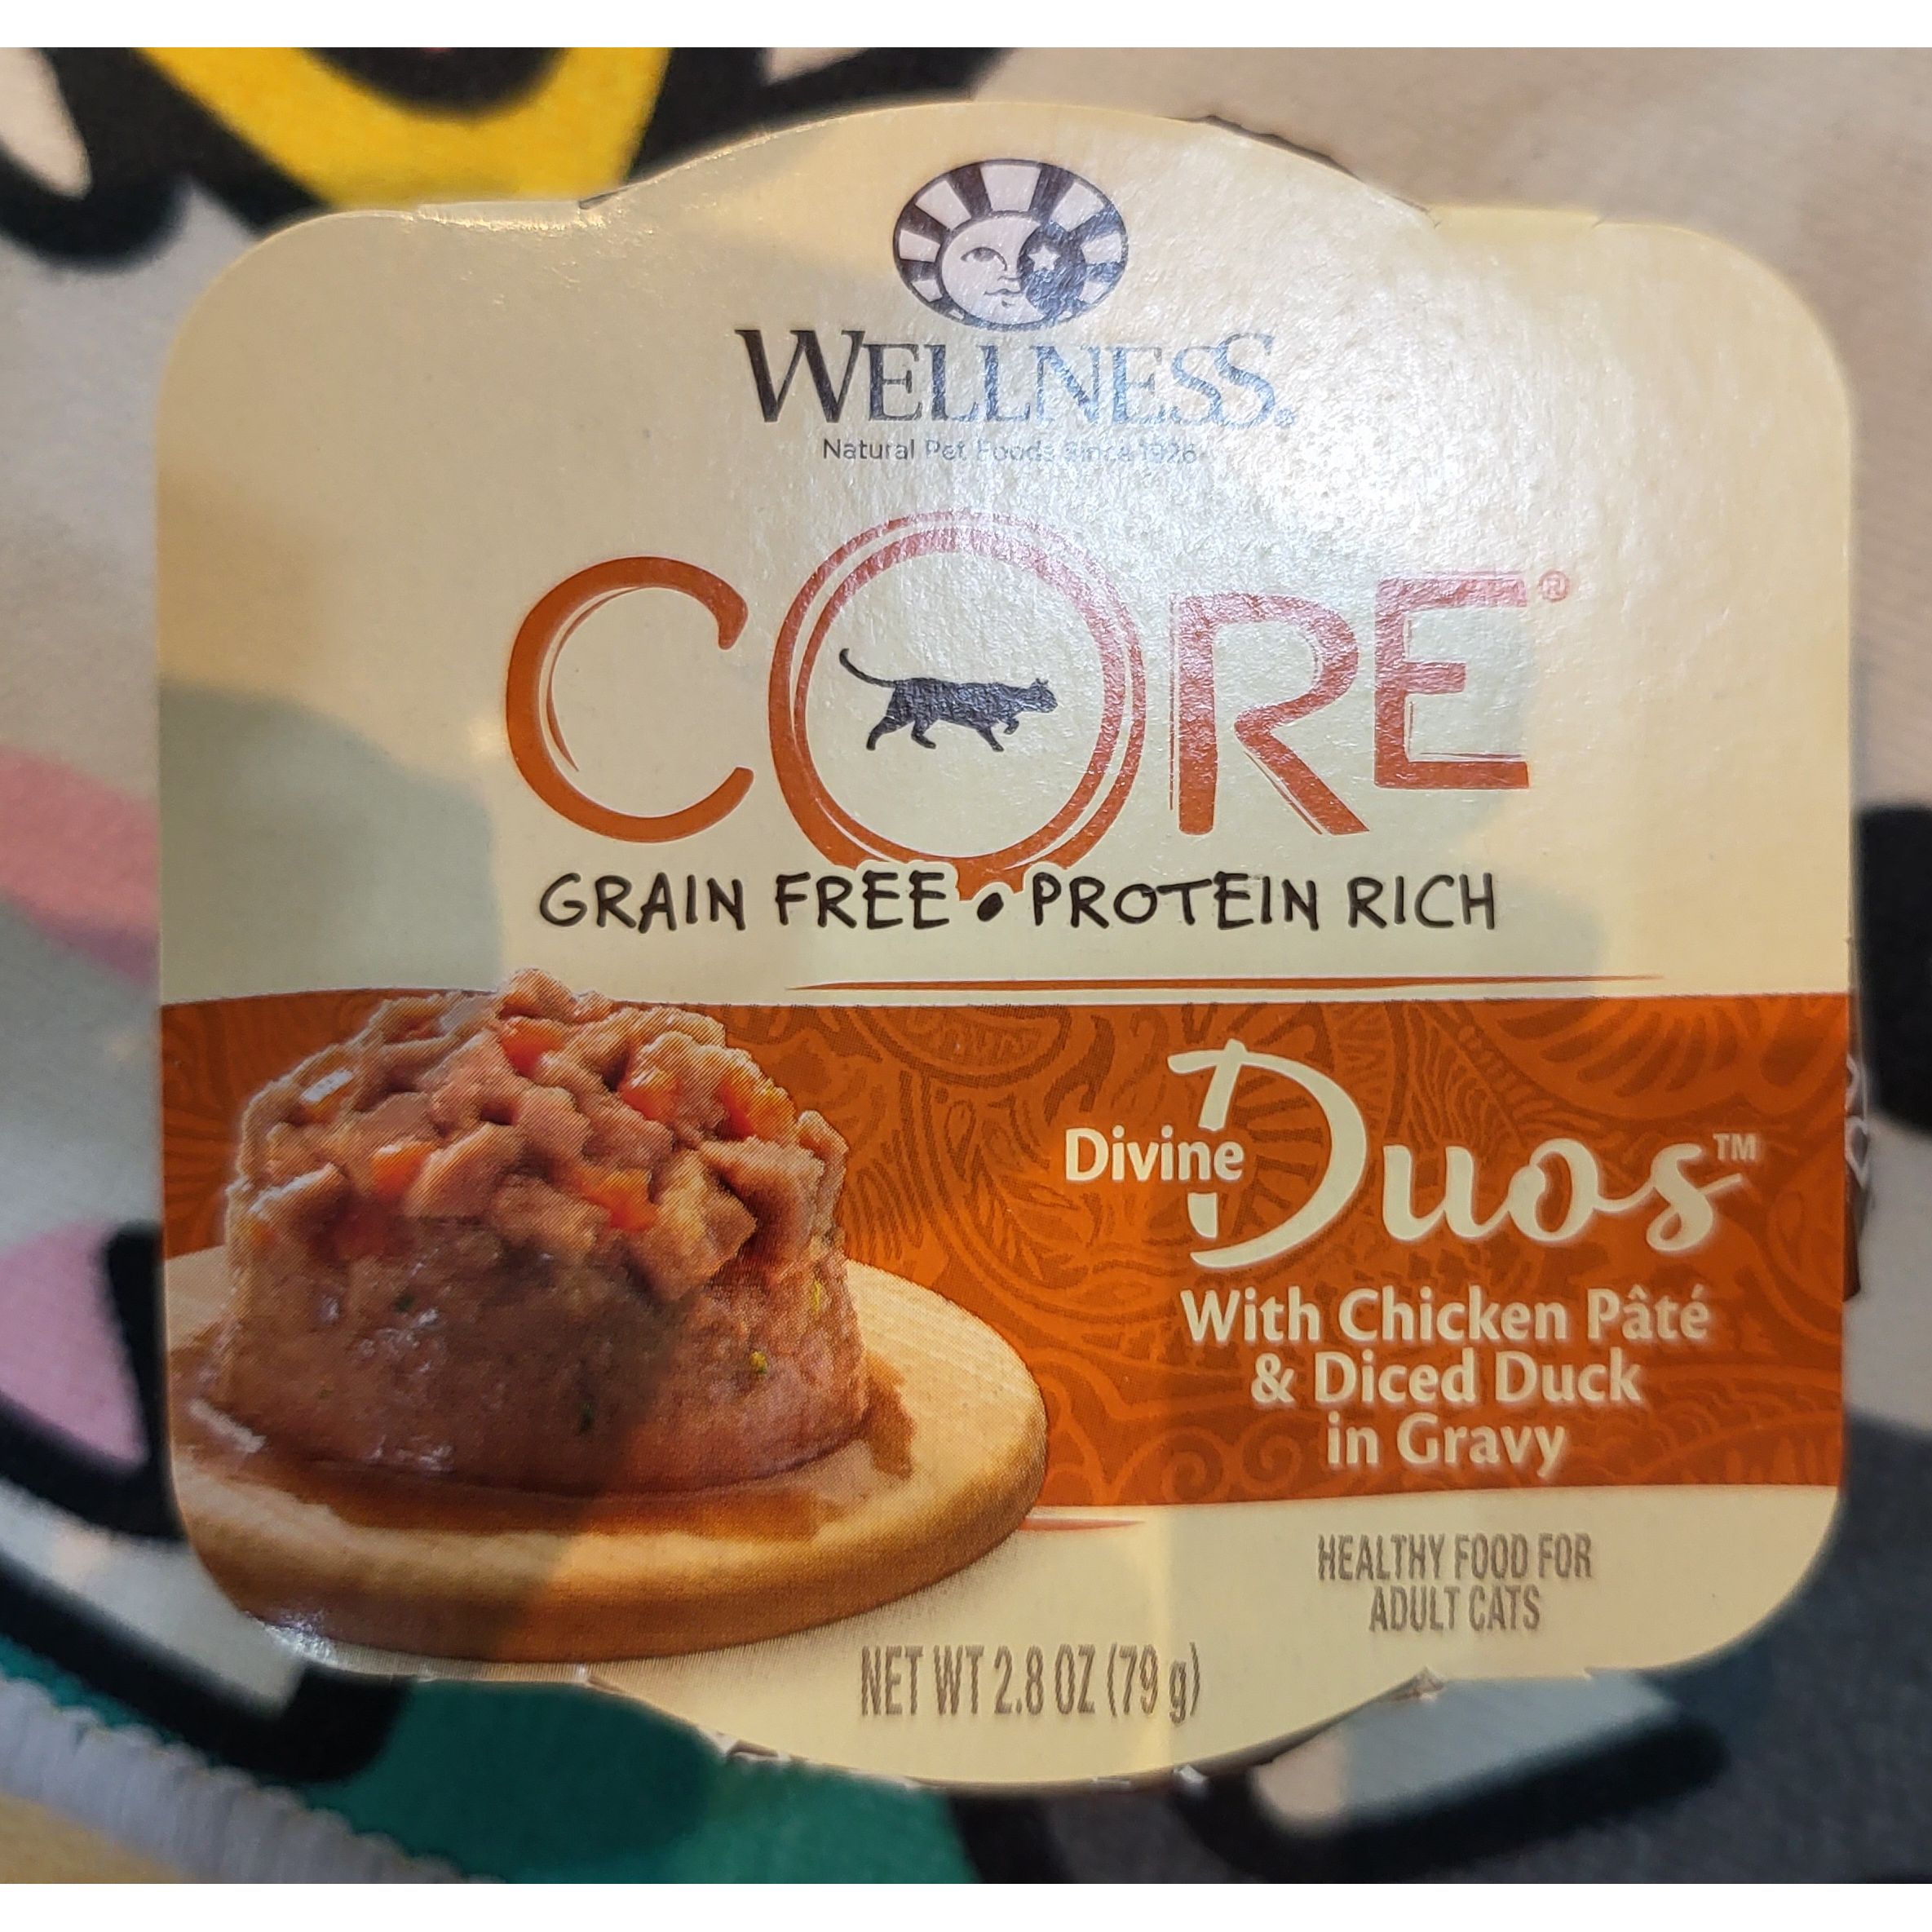 WELLNESS®
Natural Pet Foods Since 1926
CORE®
GRAIN FREE • PROTEIN RICH
Divine Duos™
With Chicken Pâté
& Diced Duck
in Gravy
HEALTHY FOOD FOR
ADULT CATS
NET WT 2.8 OZ (79 g)